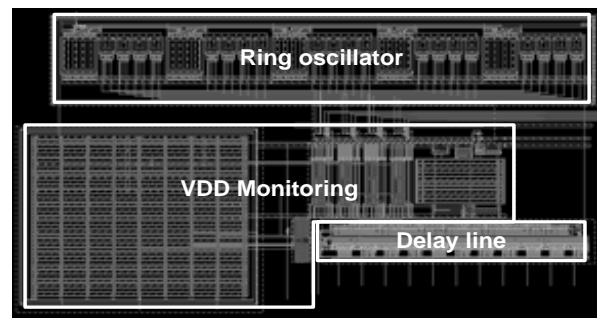 Ring oscillator
VDD Monitoring
Delay line